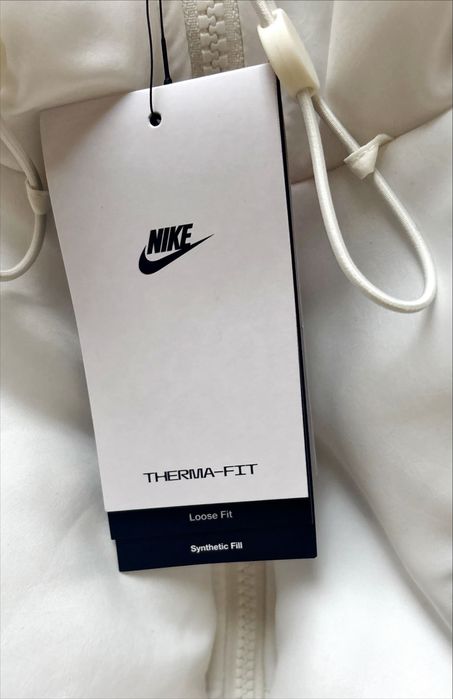 NIKE
THERMA-FIT
Loose Fit
Synthetic Fill